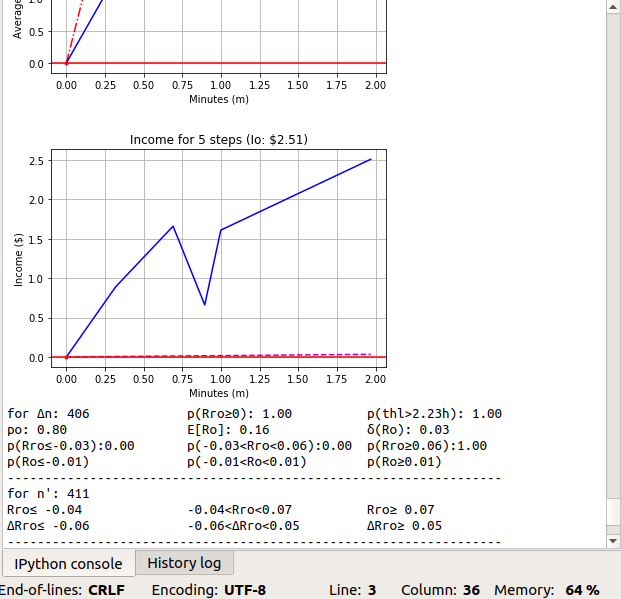 Average
1.0
0.5
0.0
0.00 0.25 0.50 0.75 1.00 1.25 1.50 1.75 2.00
Minutes (m)
Income for 5 steps (Io: $2.51)
Income ($)
2.5
2.0
1.5
1.0
0.5
0.0
0.00 0.25 0.50 0.75 1.00 1.25 1.50 1.75 2.00
Minutes (m)
for Δn: 406 p(Rro≥0): 1.00 p(thl>2.23h): 1.00
po: 0.80 E[Ro]: 0.16 δ(Ro): 0.03
p(Rro≤-0.03):0.00 p(-0.03<Rro<0.06):0.00 p(Rro≥0.06):1.00
p(Ro≤-0.01) p(-0.01<Ro<0.01) p(Ro≥0.01)
------------------------------------------------------------------
for n': 411
Rro≤ -0.04 -0.04<Rro<0.07 Rro≥ 0.07
ΔRro≤ -0.06 -0.06<ΔRro<0.05 ΔRro≥ 0.05
------------------------------------------------------------------
IPython console History log
End-of-lines: CRLF Encoding: UTF-8 Line: 3 Column: 36 Memory: 64 %